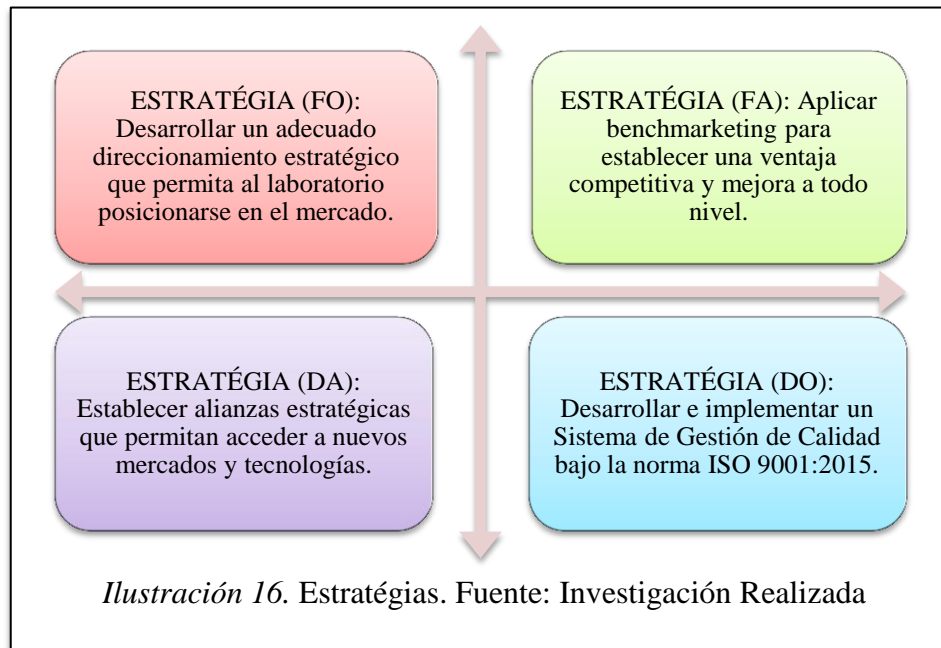 ESTRATÉGIA (FO):
Desarrollar un adecuado
direccionamiento estratégico
que permita al laboratorio
posicionarse en el mercado.
ESTRATÉGIA (FA): Aplicar
benchmarketing para
establecer una ventaja
competitiva y mejora a todo
nivel.
ESTRATÉGIA (DA):
Establecer alianzas estratégicas
que permitan acceder a nuevos
mercados y tecnologías.
ESTRATÉGIA (DO):
Desarrollar e implementar un
Sistema de Gestión de Calidad
bajo la norma ISO 9001:2015.
Ilustración 16. Estratégias. Fuente: Investigación Realizada